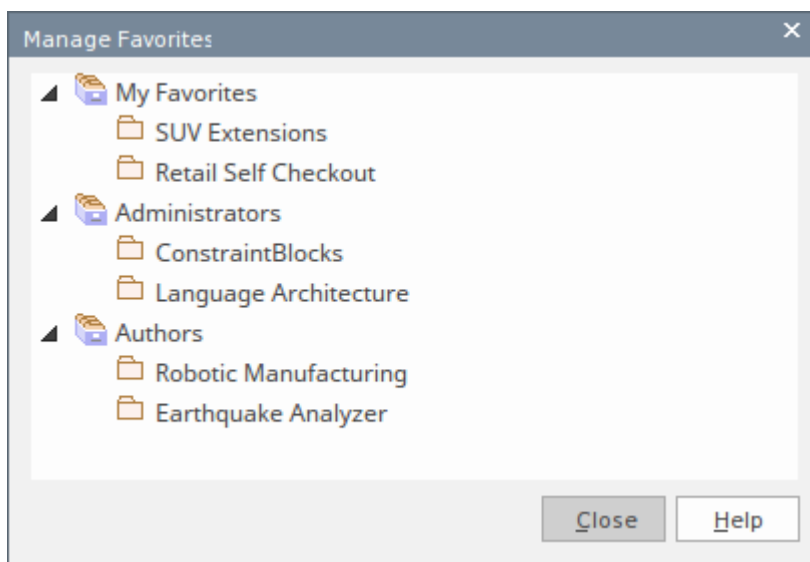 Manage Favorites
My Favorites
SUV Extensions
Retail Self Checkout
Administrators
ConstraintBlocks
Language Architecture
Authors
Robotic Manufacturing
Earthquake Analyzer
Close Help